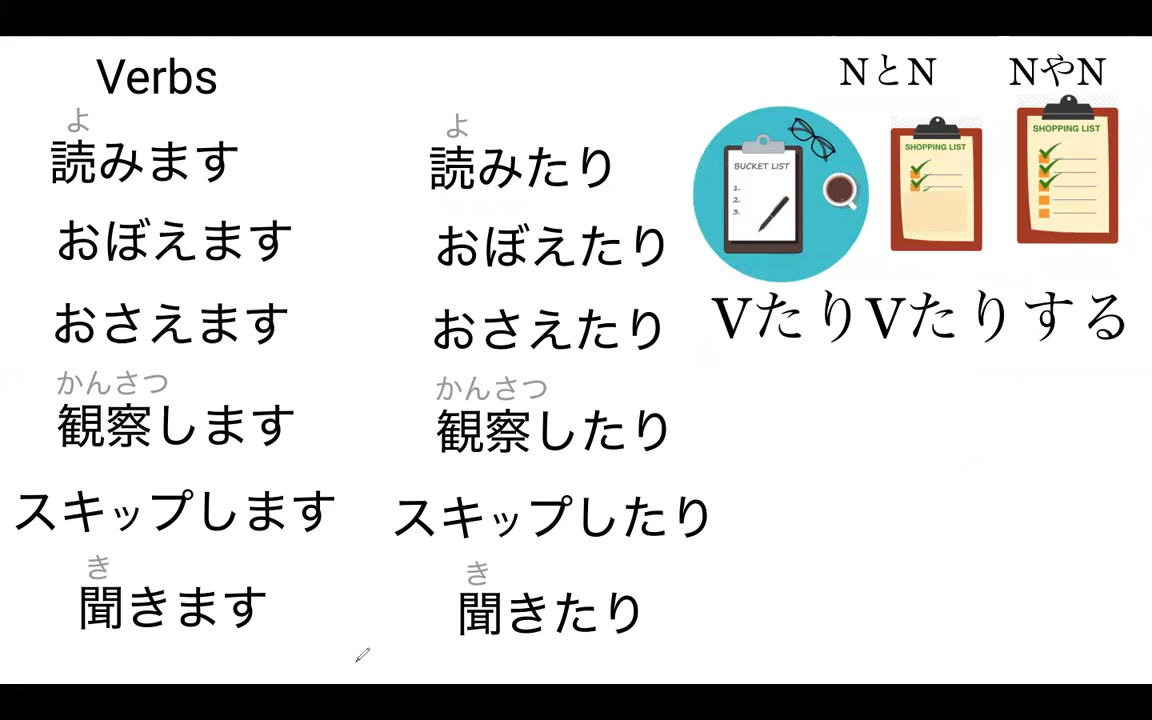 Verbs
よ
読みます
おぼえます
おさえます
かんさつ
観察します
スキップします
き
聞きます
よ
読みたり
おぼえたり
おさえたり
かんさつ
観察したり
スキップしたり
き
聞きたり
NとN
NやN
BUCKET LIST
1.
2.
3.
SHOPPING LIST
SHOPPING LIST
VたりVたりする